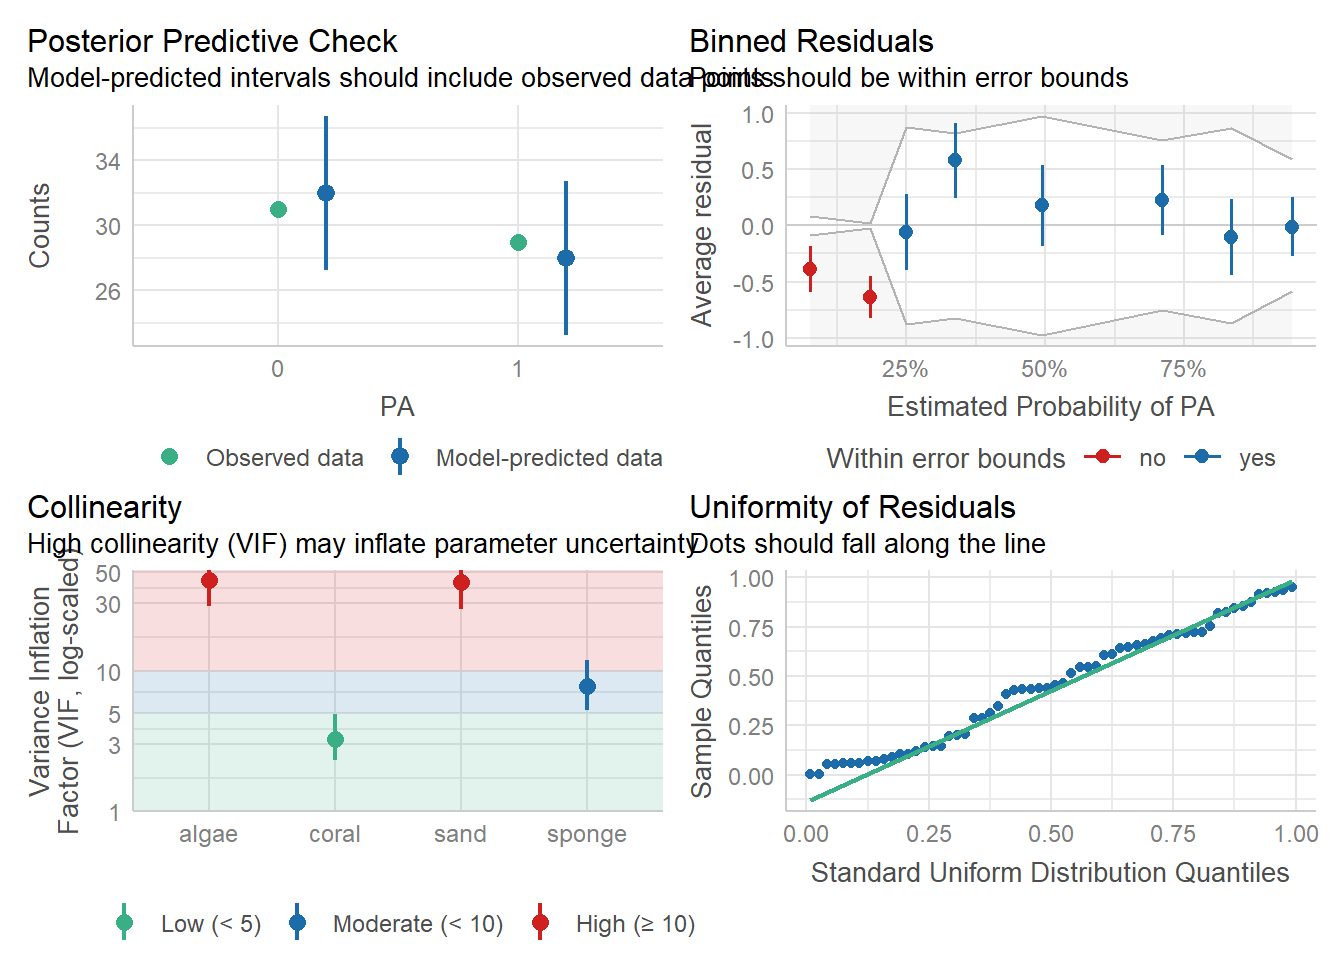 Posterior Predictive Check
Model-predicted intervals should include observed data points
Counts
34
30
26
0
1
PA
Observed data
Model-predicted data
Binned Residuals
Points should be within error bounds
Average residual
1.0
0.5
0.0
-0.5
-1.0
25%
50%
75%
Estimated Probability of PA
Within error bounds
no
yes
Collinearity
High collinearity (VIF) may inflate parameter uncertainty
Variance Inflation
Factor (VIF, log-scaled)
50
30
10
5
3
1
algae
coral
sand
sponge
Low (< 5)
Moderate (< 10)
High (≥ 10)
Uniformity of Residuals
Dots should fall along the line
Sample Quantiles
1.00
0.75
0.50
0.25
0.00
0.00
0.25
0.50
0.75
1.00
Standard Uniform Distribution Quantiles